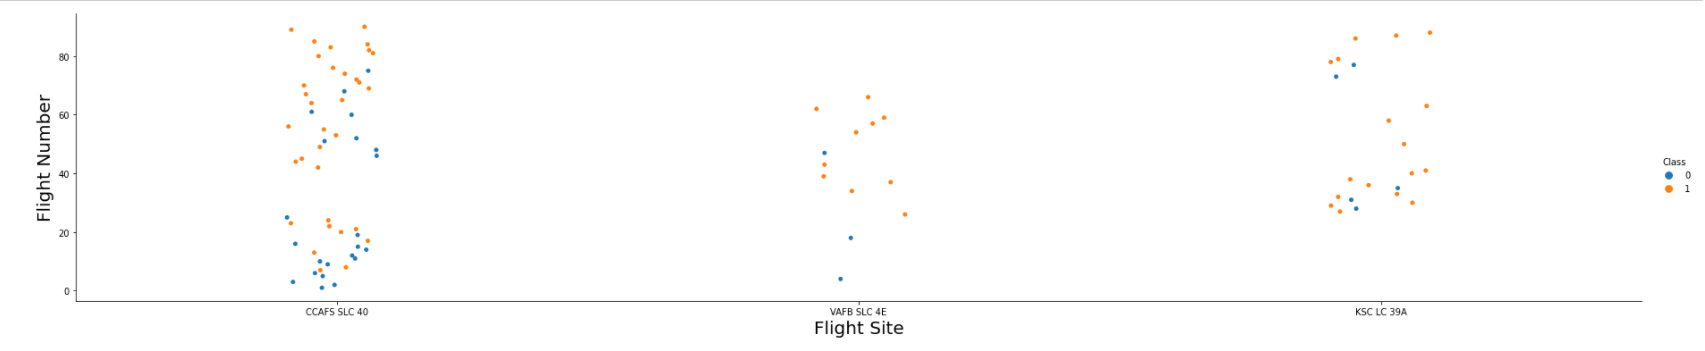 80
60
40
20
0
Flight Number
CCAFS SLC 40
VAFB SLC 4E
KSC LC 39A
Flight Site
Class
0
1